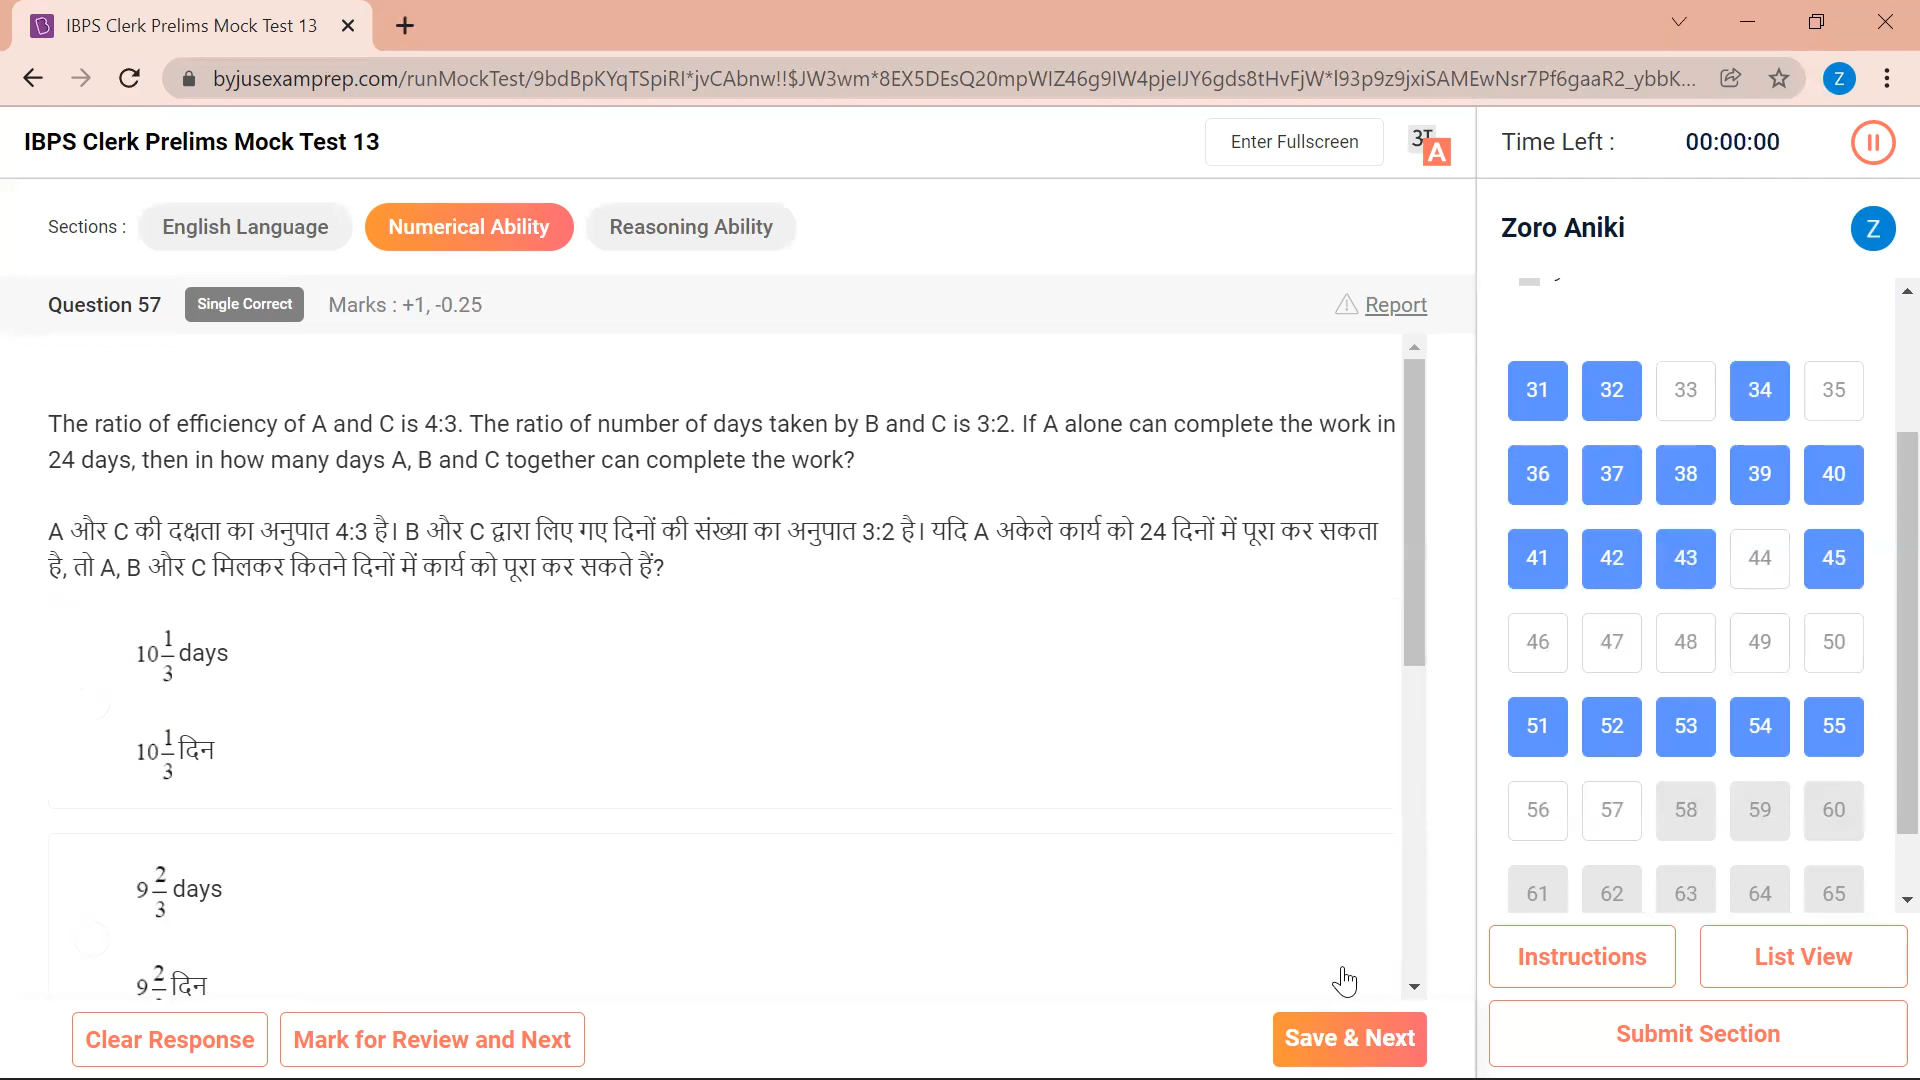 IBPS Clerk Prelims Mock Test 13
byjusexamprep.com/runMockTest/9bdBpKYqTSpiRI*jvCAbnw!!$JW3wm*8EX5DEsQ20mpWIZ46g9IW4pjeIJY6gds8tHvFjW*I93p9z9jxiSAMEwNsr7Pf6gaaR2_ybbK...
Z
IBPS Clerk Prelims Mock Test 13
Enter Fullscreen
A
Time Left :
00:00:00
Sections :
English Language
Numerical Ability
Reasoning Ability
Zoro Aniki
Z
Question 57
Single Correct
Marks : +1, -0.25
Report
The ratio of efficiency of A and C is 4:3. The ratio of number of days taken by B and C is 3:2. If A alone can complete the work in
24 days, then in how many days A, B and C together can complete the work?
A और C की दक्षता का अनुपात 4:3 है। B और C द्वारा लिए गए दिनों की संख्या का अनुपात 3:2 है। यदि A अकेले कार्य को 24 दिनों में पूरा कर सकता
है, तो A, B और C मिलकर कितने दिनों में कार्य को पूरा कर सकते हैं?
10 1/3 days
10 1/3 दिन
9 2/3 days
9 2/3 दिन
31 32 33 34 35
36 37 38 39 40
41 42 43 44 45
46 47 48 49 50
51 52 53 54 55
56 57 58 59 60
61 62 63 64 65
Instructions
List View
Clear Response
Mark for Review and Next
Save & Next
Submit Section